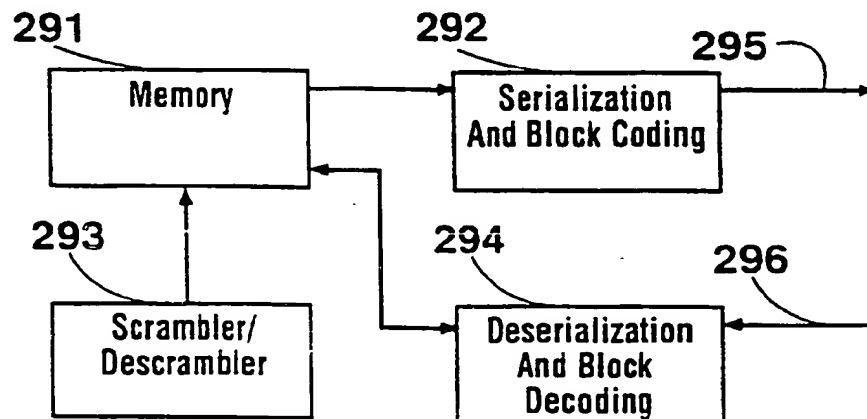 291
292
295
Memory
Serialization
And Block Coding
293
294
296
Scrambler/
Descrambler
Deserialization
And Block
Decoding